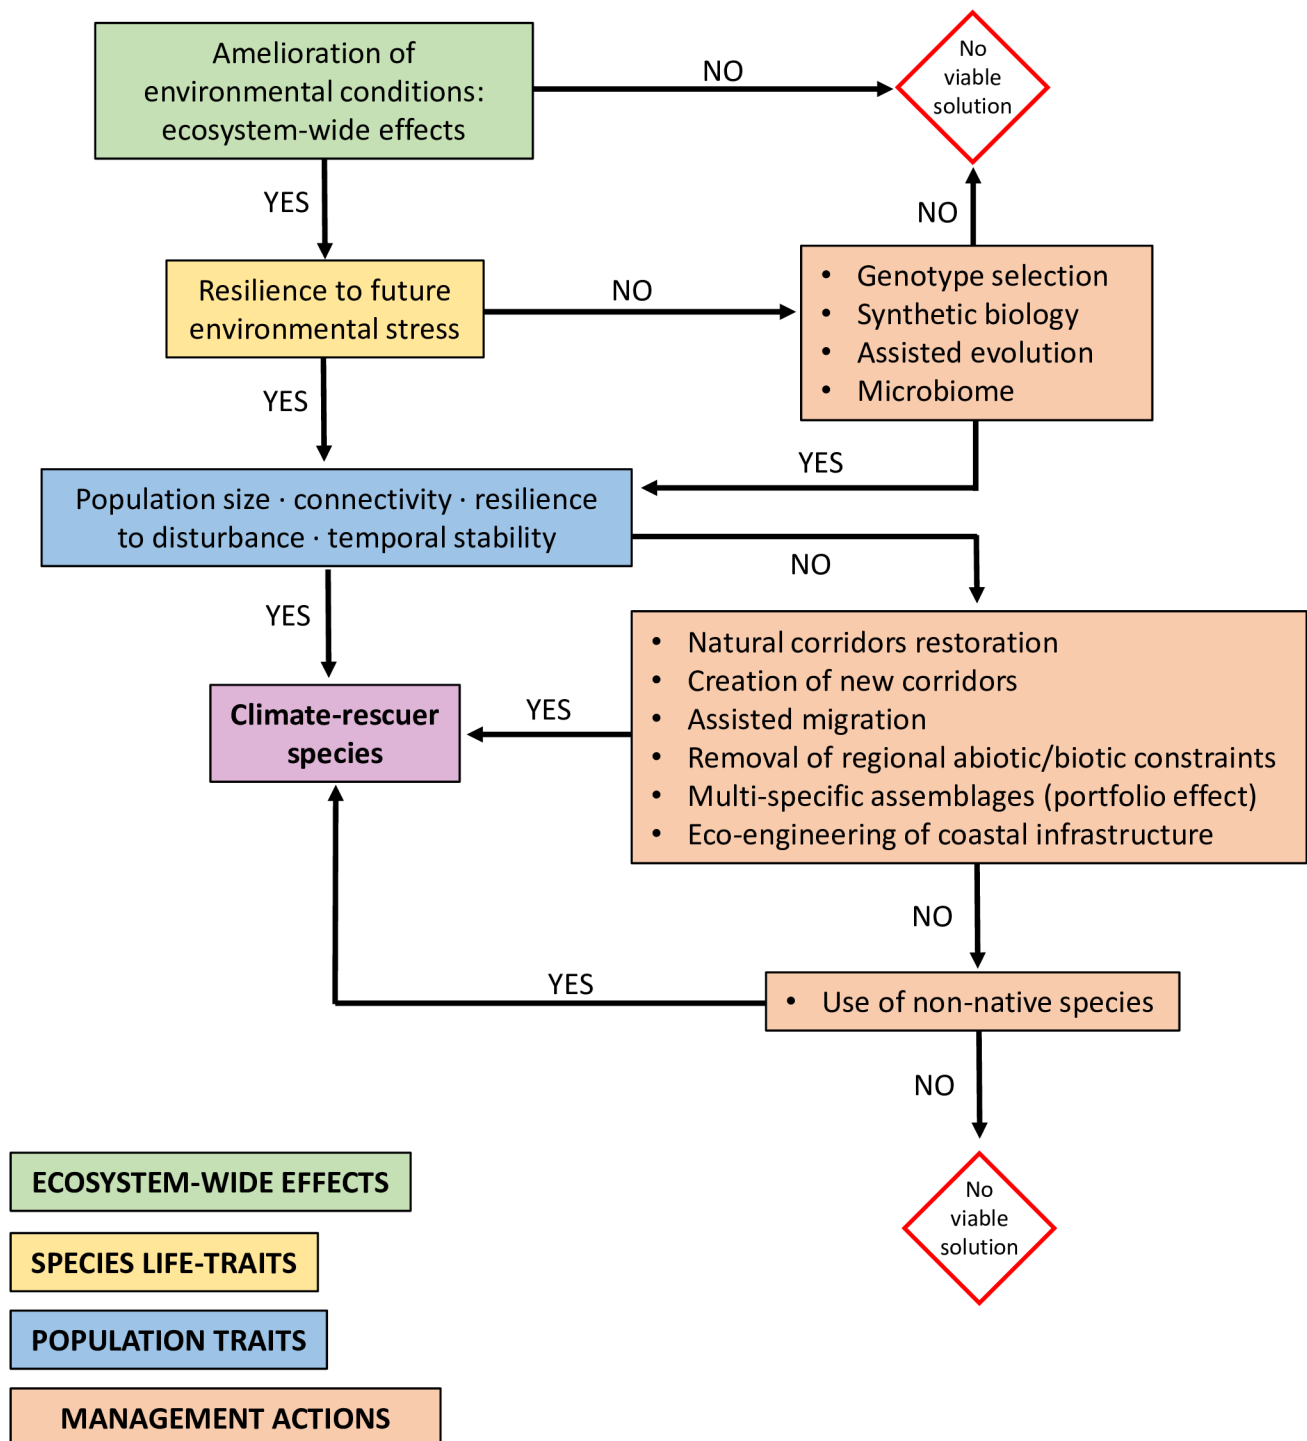 Amelioration of
environmental conditions:
ecosystem-wide effects
NO
No
viable
solution
YES
NO
Resilience to future
environmental stress
NO
• Genotype selection
• Synthetic biology
• Assisted evolution
• Microbiome
YES
YES
Population size · connectivity · resilience
to disturbance · temporal stability
NO
YES
• Natural corridors restoration
• Creation of new corridors
• Assisted migration
• Removal of regional abiotic/biotic constraints
• Multi-specific assemblages (portfolio effect)
• Eco-engineering of coastal infrastructure
Climate-rescuer
species
YES
NO
YES
• Use of non-native species
NO
No
viable
solution
ECOSYSTEM-WIDE EFFECTS
SPECIES LIFE-TRAITS
POPULATION TRAITS
MANAGEMENT ACTIONS